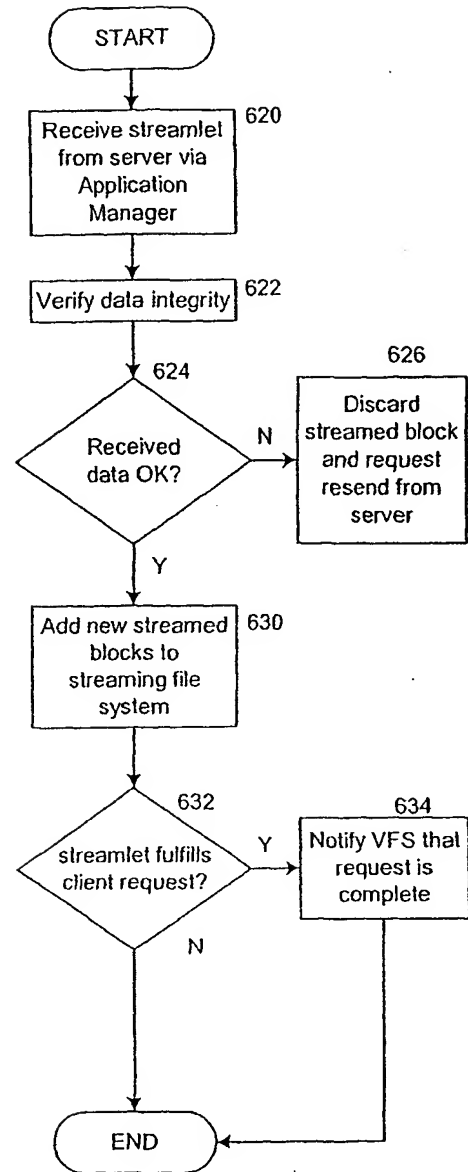 START
620
Receive streamlet
from server via
Application
Manager
Verify data integrity
622
624
Received
data OK?
N
626
Discard
streamed block
and request
resend from
server
Y
630
Add new streamed
blocks to
streaming file
system
632
streamlet fulfills
client request?
Y
634
Notify VFS that
request is
complete
N
END